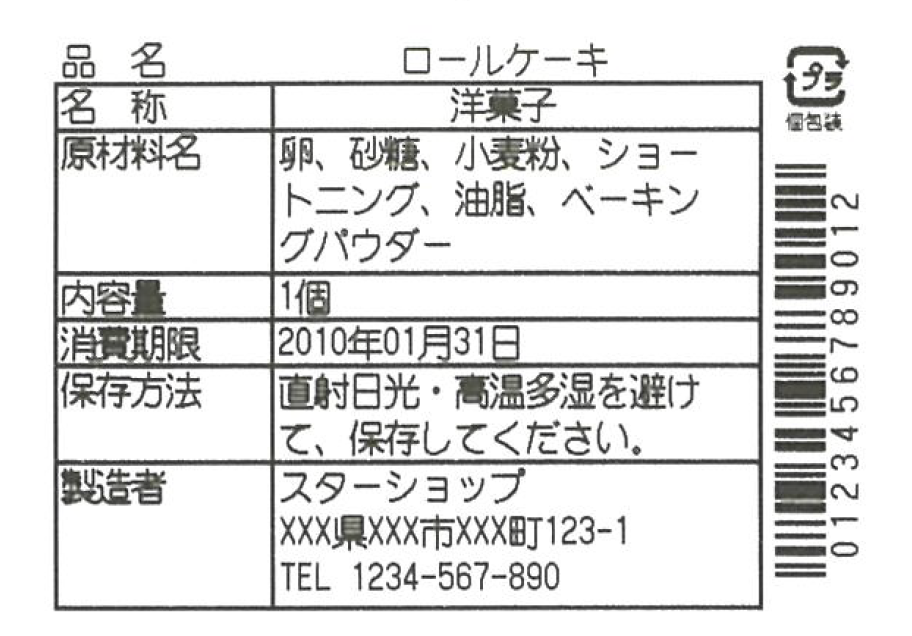 品 名 ロールケーキ
名 称 洋菓子
原材料名 卵、砂糖、小麦粉、ショー
トニング、油脂、ベーキン
グパウダー
内容量 1個
消費期限 2010年01月31日
保存方法 直射日光・高温多湿を避け
て、保存してください。
製造者 スターショップ
XXX県XXX市XXX町123-1
TEL 1234-567-890
プラ
個包装
0123456789012